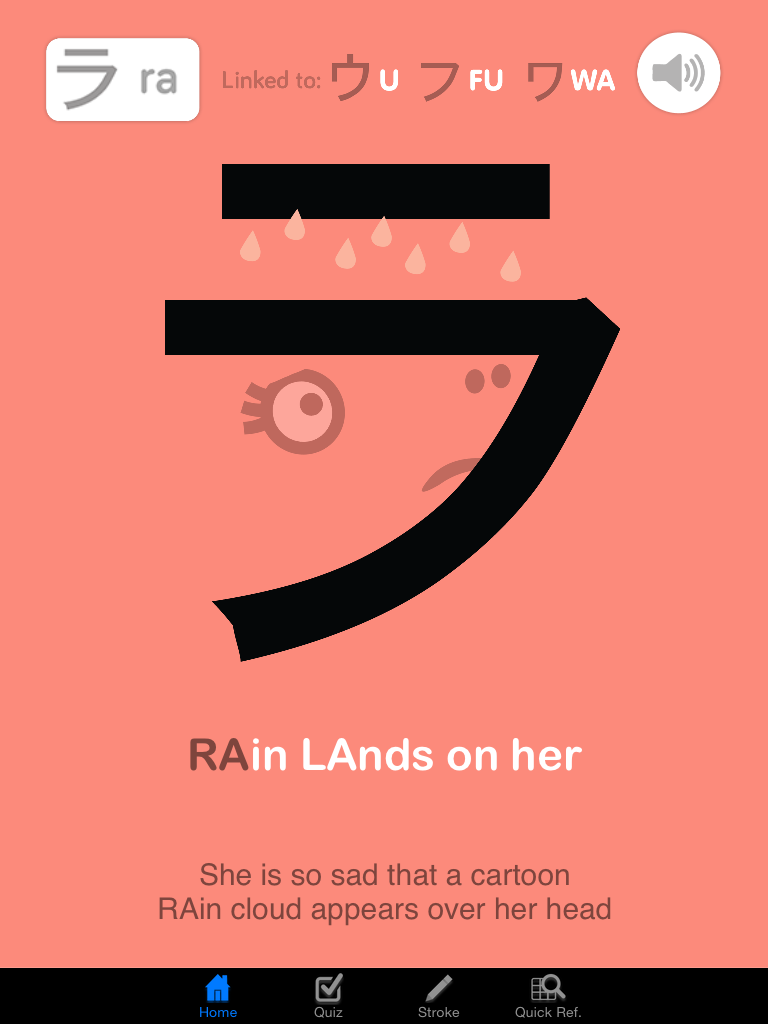 ラ ra
Linked to: ウ U フ FU ワ WA
ラ
RAin LAnds on her
She is so sad that a cartoon
RAin cloud appears over her head
Home Quiz Stroke Quick Ref.